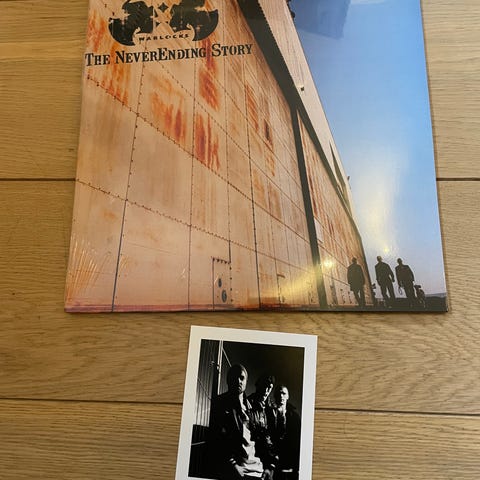 WARLOCKS
THE NEVERENDING STORY